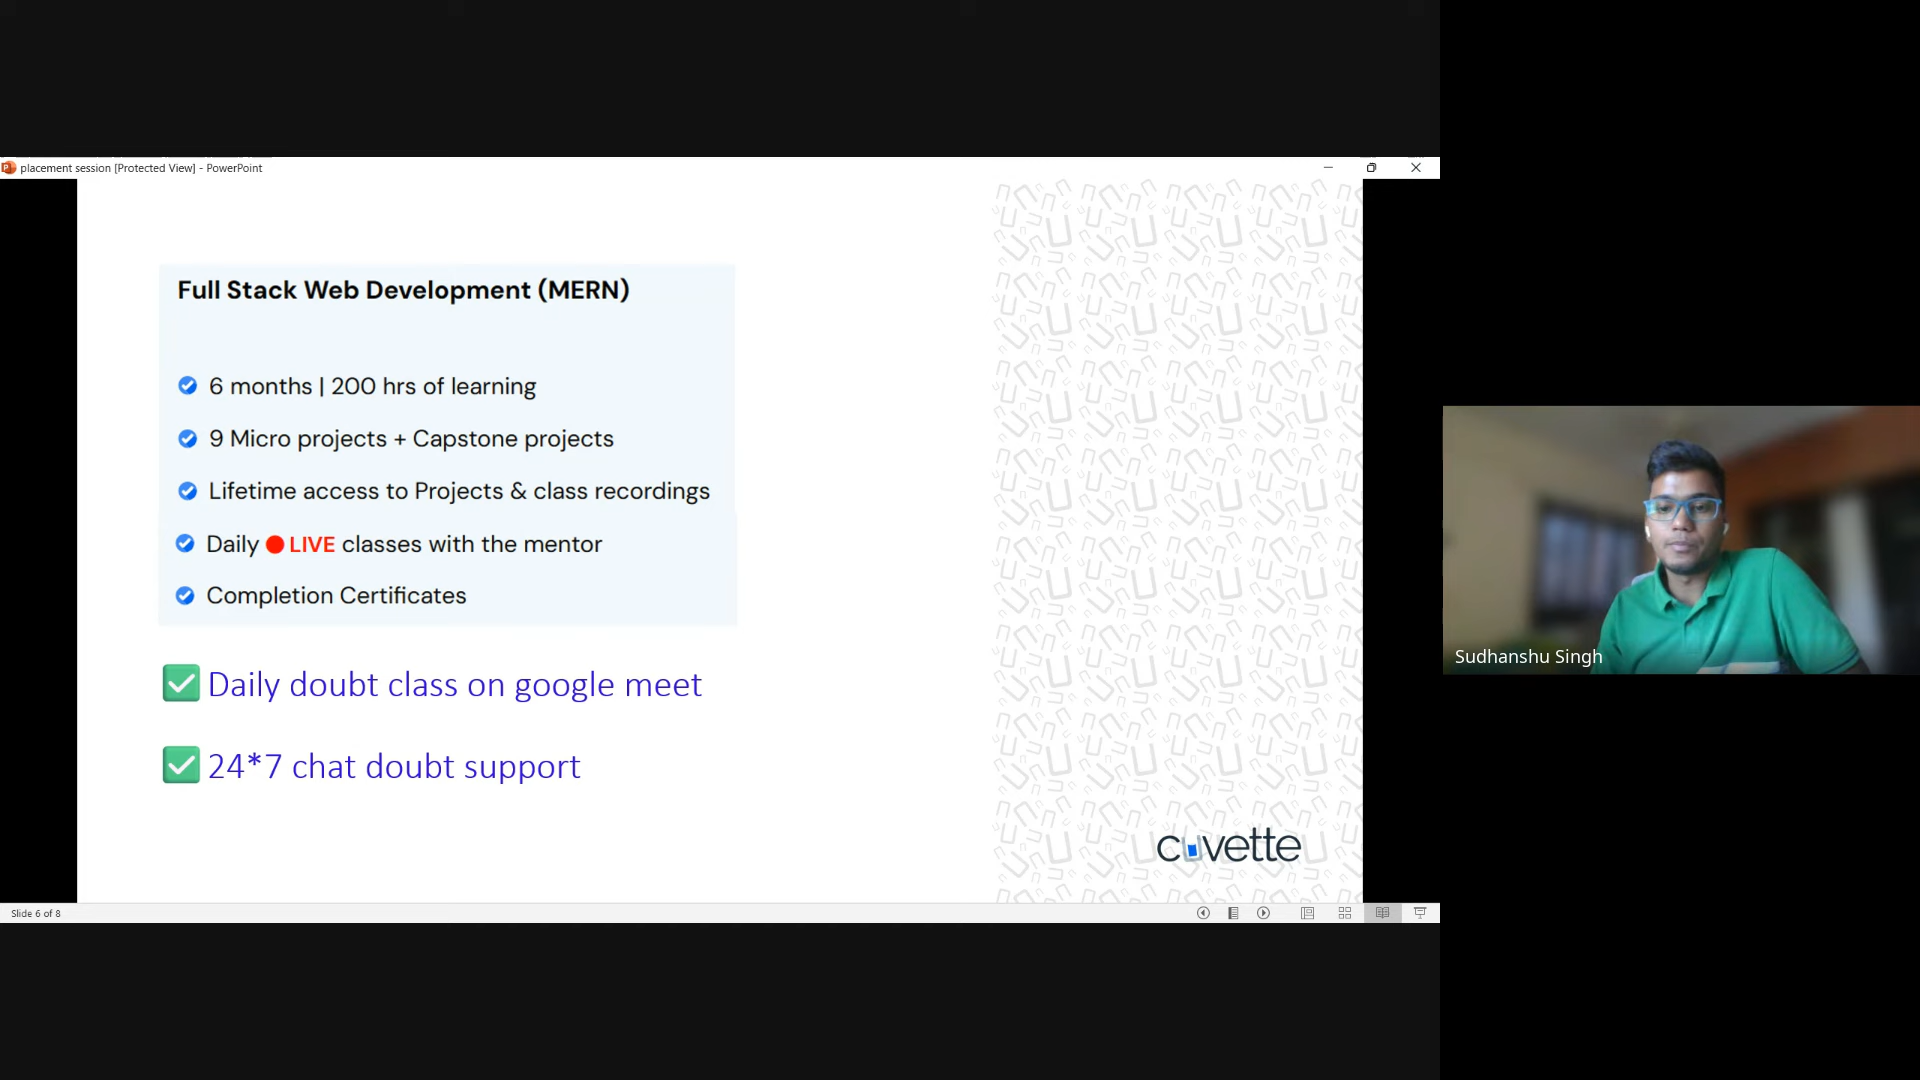 placement session [Protected View] - PowerPoint
Full Stack Web Development (MERN)
6 months | 200 hrs of learning
9 Micro projects + Capstone projects
Lifetime access to Projects & class recordings
Daily LIVE classes with the mentor
Completion Certificates
Daily doubt class on google meet
24*7 chat doubt support
cuvette
Slide 6 of 8
Sudhanshu Singh